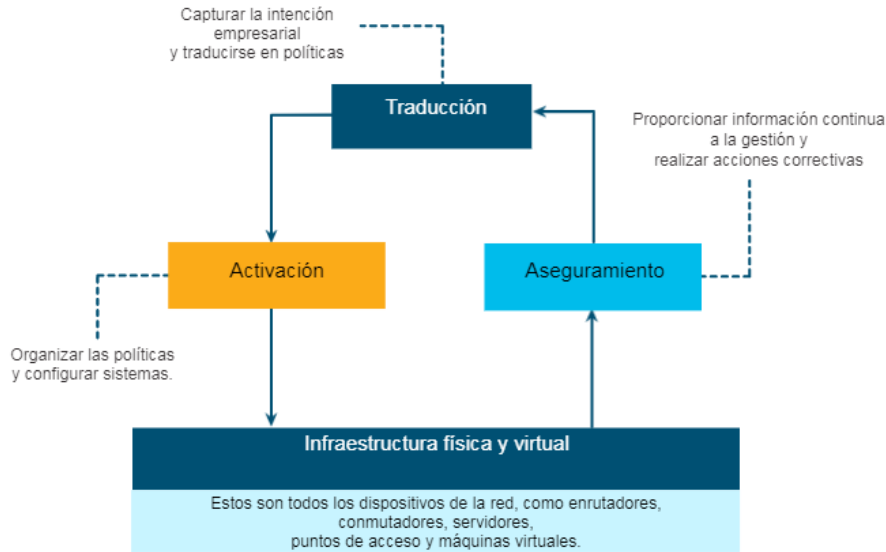 Capturar la intención
empresarial
y traducirse en políticas
Traducción
Proporcionar información continua
a la gestión y
realizar acciones correctivas
Activación
Aseguramiento
Organizar las políticas
y configurar sistemas.
Infraestructura física y virtual
Estos son todos los dispositivos de la red, como enrutadores,
conmutadores, servidores,
puntos de acceso y máquinas virtuales.